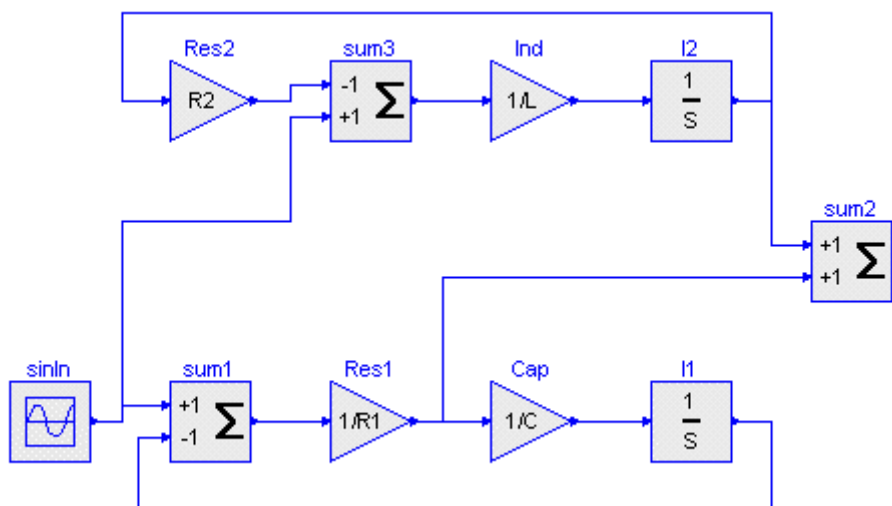 Res2
sum3
Ind
I2
R2
-1
+1
Σ
1/L
1
S
sum2
+1
+1
Σ
sinIn
sum1
Res1
Cap
I1
+1
-1
Σ
1/R1
1/C
1
S